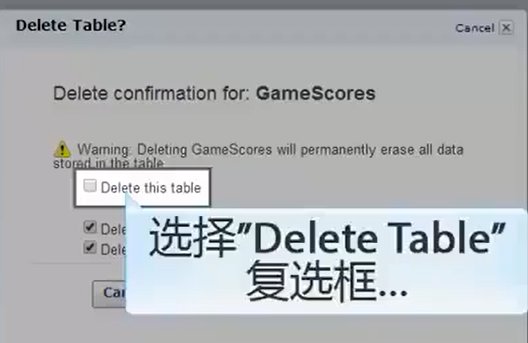 Delete Table?
Cancel
Delete confirmation for: GameScores
Warning: Deleting GameScores will permanently erase all data
stored in the table
Delete this table
选择"Delete Table"
复选框...